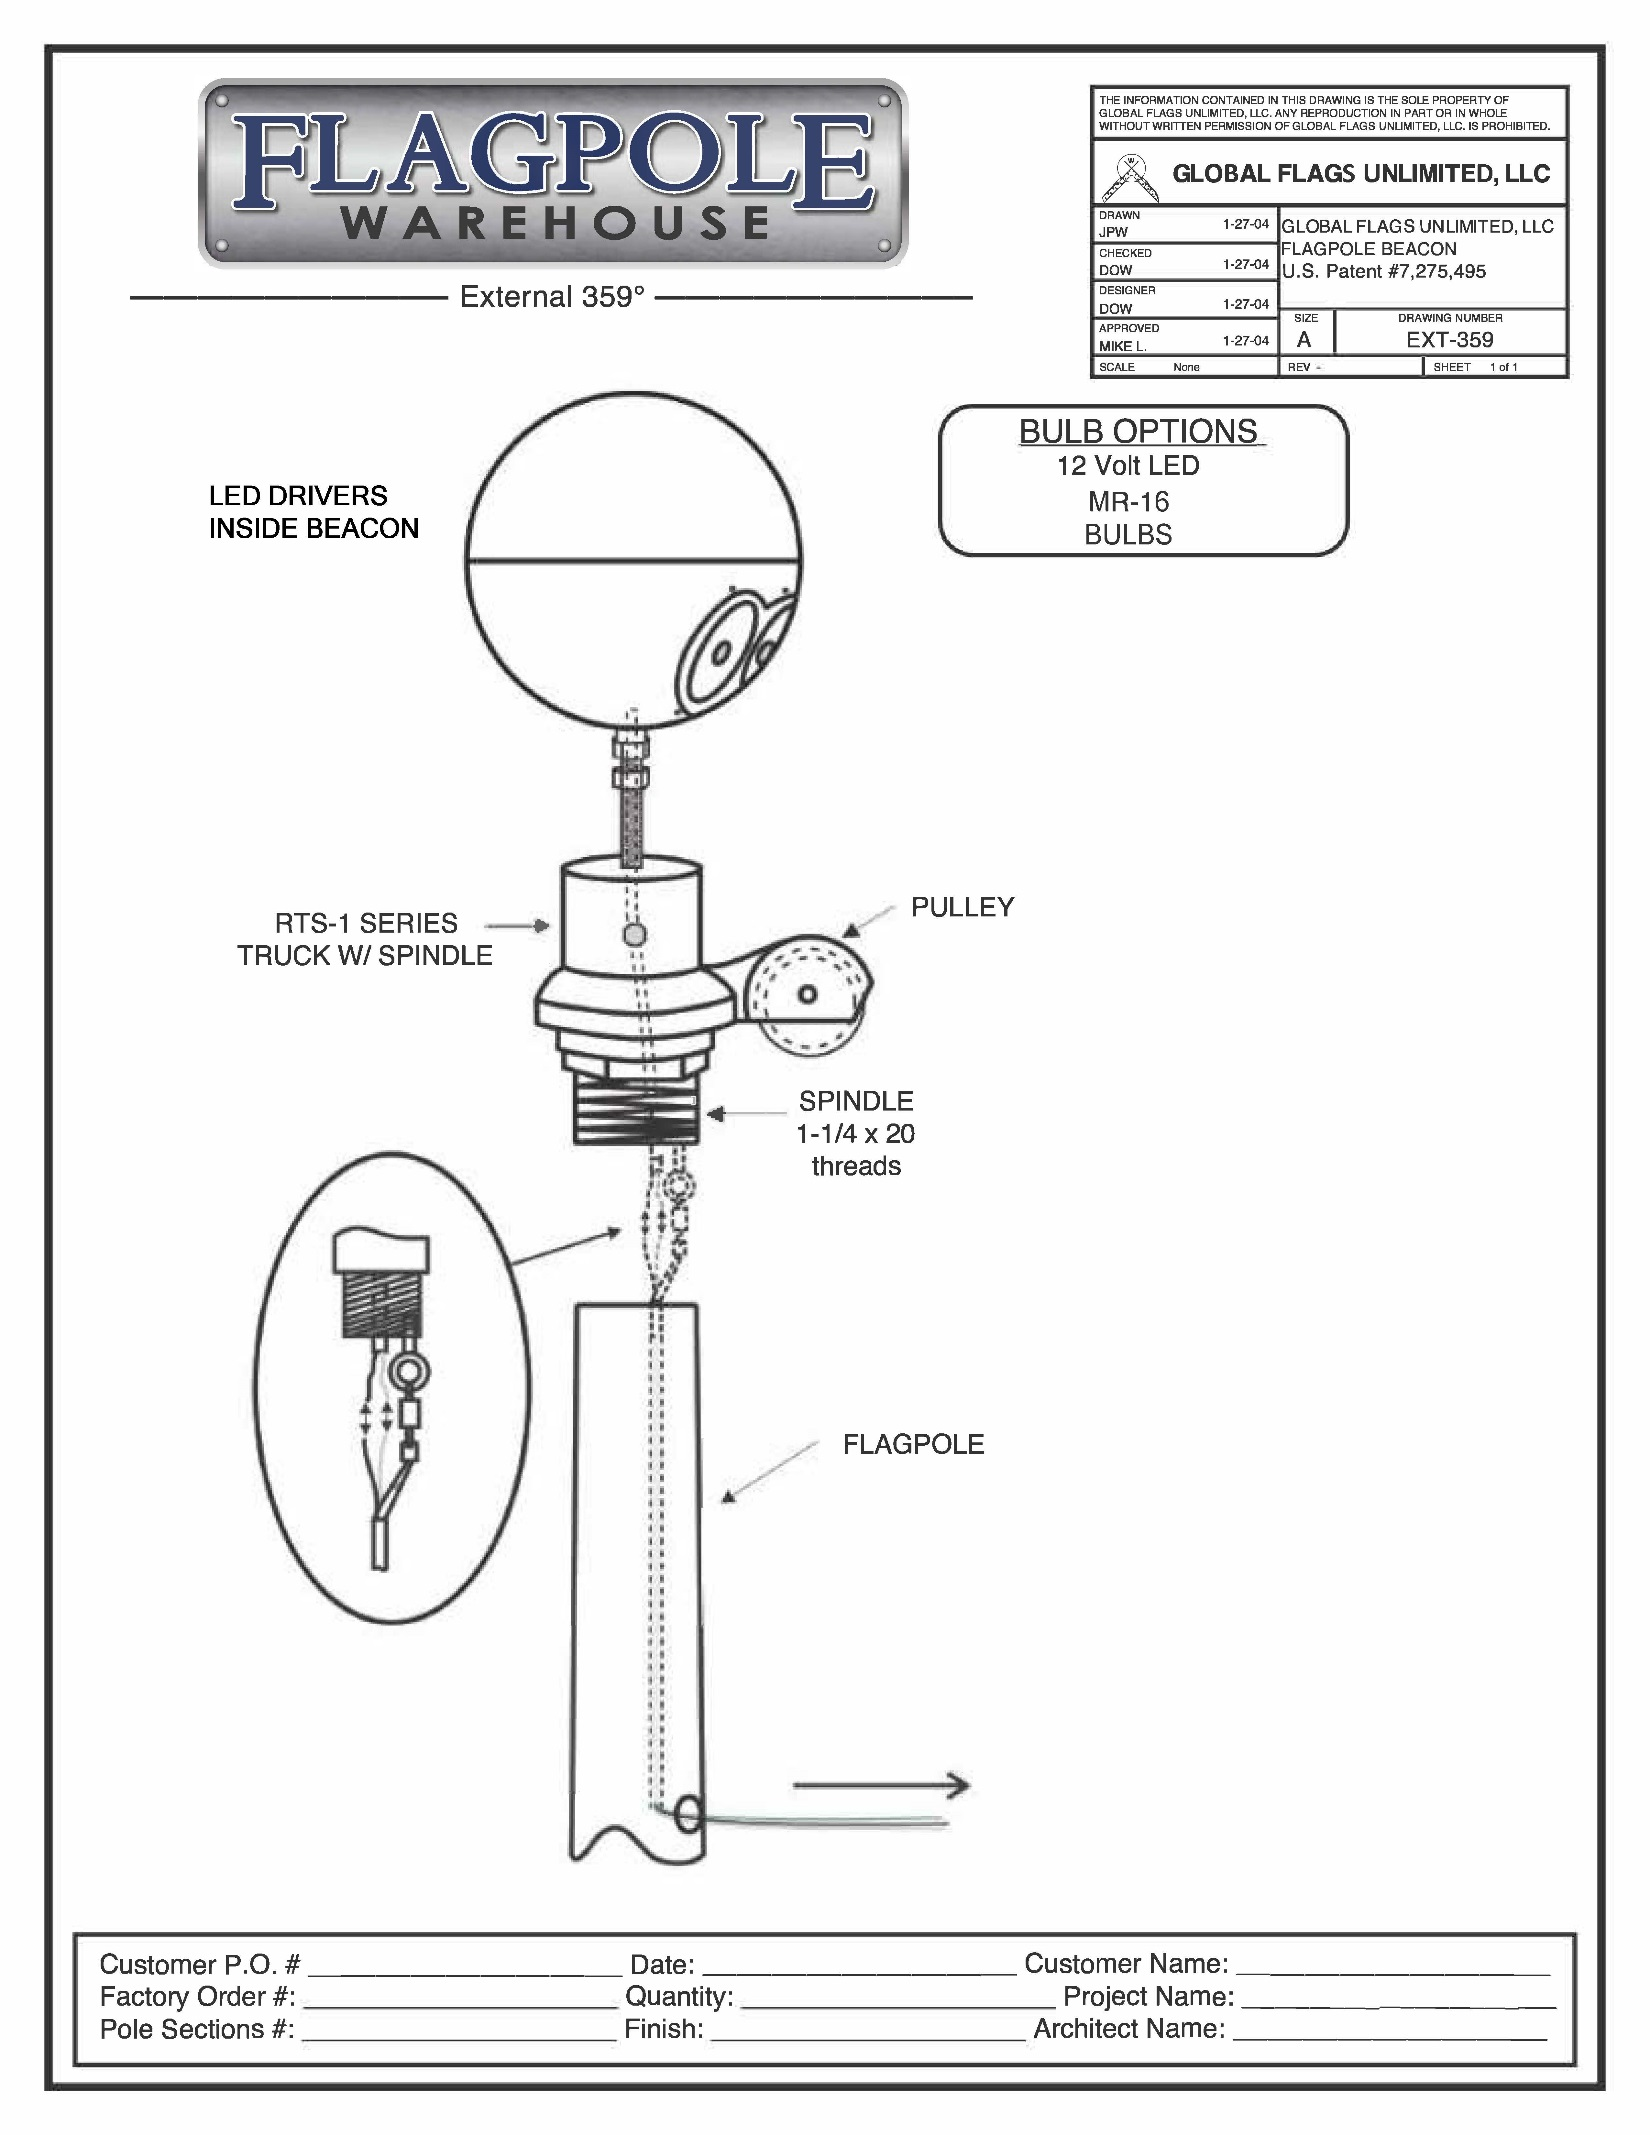 FLAGPOLE
WAREHOUSE
External 359°
THE INFORMATION CONTAINED IN THIS DRAWING IS THE SOLE PROPERTY OF
GLOBAL FLAGS UNLIMITED, LLC. ANY REPRODUCTION IN PART OR IN WHOLE
WITHOUT WRITTEN PERMISSION OF GLOBAL FLAGS UNLIMITED, LLC. IS PROHIBITED.
W
GLOBAL FLAGS UNLIMITED, LLC
DRAWN
JPW 1-27-04
CHECKED
DOW 1-27-04
DESIGNER
DOW 1-27-04
APPROVED
MIKE L. 1-27-04
GLOBAL FLAGS UNLIMITED, LLC
FLAGPOLE BEACON
U.S. Patent #7,275,495
SIZE
A
DRAWING NUMBER
EXT-359
SCALE None
REV -
SHEET 1 of 1
BULB OPTIONS
12 Volt LED
MR-16
BULBS
LED DRIVERS
INSIDE BEACON
PULLEY
RTS-1 SERIES
TRUCK W/ SPINDLE
SPINDLE
1-1/4 x 20
threads
FLAGPOLE
Customer P.O. # Date: Customer Name:
Factory Order #: Quantity: Project Name:
Pole Sections #: Finish: Architect Name: